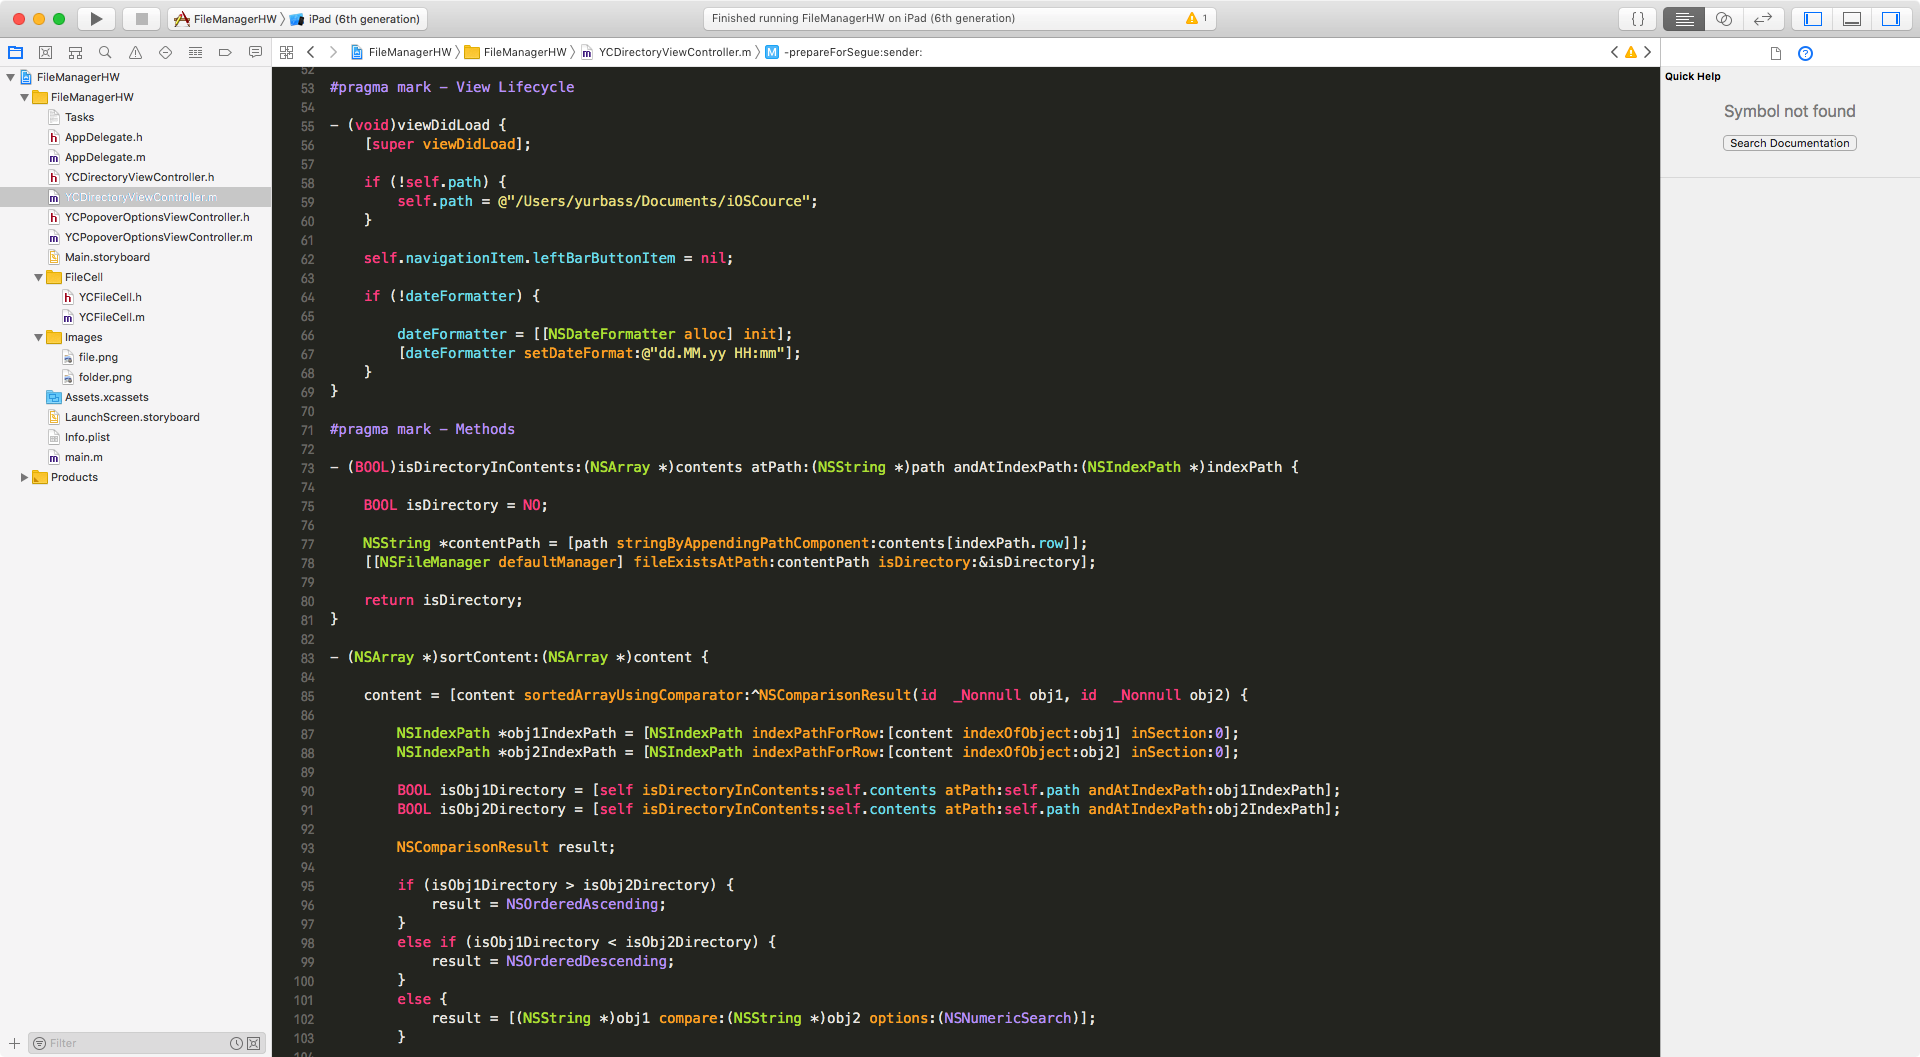 FileManagerHW iPad (6th generation)
Finished running FileManagerHW on iPad (6th generation) 1
{}
FileManagerHW FileManagerHW YCDirectoryViewController.m M -prepareForSegue:sender:
FileManagerHW
FileManagerHW
Tasks
h AppDelegate.h
m AppDelegate.m
h YCDirectoryViewController.h
m YCDirectoryViewController.m
h YCPopoverOptionsViewController.h
m YCPopoverOptionsViewController.m
Main.storyboard
FileCell
h YCFileCell.h
m YCFileCell.m
Images
file.png
folder.png
Assets.xcassets
LaunchScreen.storyboard
Info.plist
m main.m
Products
Filter
52
53 #pragma mark – View Lifecycle
54
55 – (void)viewDidLoad {
56 [super viewDidLoad];
57
58 if (!self.path) {
59 self.path = @"/Users/yurbass/Documents/iOSCource";
60 }
61
62 self.navigationItem.leftBarButtonItem = nil;
63
64 if (!dateFormatter) {
65
66 dateFormatter = [[NSDateFormatter alloc] init];
67 [dateFormatter setDateFormat:@"dd.MM.yy HH:mm"];
68 }
69 }
70
71 #pragma mark – Methods
72
73 – (BOOL)isDirectoryInContents:(NSArray *)contents atPath:(NSString *)path andAtIndexPath:(NSIndexPath *)indexPath {
74
75 BOOL isDirectory = NO;
76
77 NSString *contentPath = [path stringByAppendingPathComponent:contents[indexPath.row]];
78 [[NSFileManager defaultManager] fileExistsAtPath:contentPath isDirectory:&isDirectory];
79
80 return isDirectory;
81 }
82
83 – (NSArray *)sortContent:(NSArray *)content {
84
85 content = [content sortedArrayUsingComparator:^NSComparisonResult(id  _Nonnull obj1, id  _Nonnull obj2) {
86
87 NSIndexPath *obj1IndexPath = [NSIndexPath indexPathForRow:[content indexOfObject:obj1] inSection:0];
88 NSIndexPath *obj2IndexPath = [NSIndexPath indexPathForRow:[content indexOfObject:obj2] inSection:0];
89
90 BOOL isObj1Directory = [self isDirectoryInContents:self.contents atPath:self.path andAtIndexPath:obj1IndexPath];
91 BOOL isObj2Directory = [self isDirectoryInContents:self.contents atPath:self.path andAtIndexPath:obj2IndexPath];
92
93 NSComparisonResult result;
94
95 if (isObj1Directory > isObj2Directory) {
96 result = NSOrderedAscending;
97 }
98 else if (isObj1Directory < isObj2Directory) {
99 result = NSOrderedDescending;
100 }
101 else {
102 result = [(NSString *)obj1 compare:(NSString *)obj2 options:(NSNumericSearch)];
103 }
104
Quick Help
Symbol not found
Search Documentation